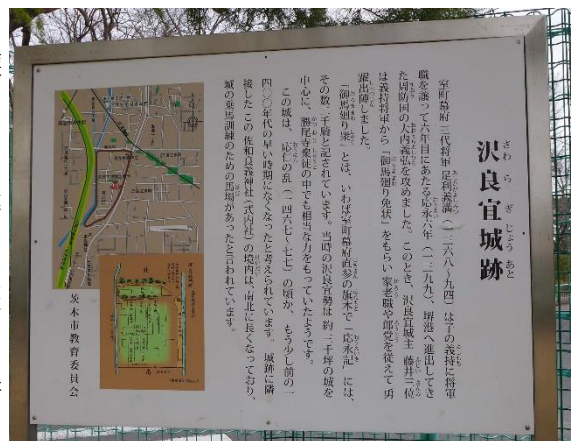 沢良宜城跡
さわらぎじょうあと
室町幕府 三代将軍 足利義満(一三六八~九四)は子の義持に将軍
職を譲って六年目にあたる応永六年(一三九九)、堺港へ進出してき
た周防国の大内義弘を攻めました。このとき、沢良宜城主 藤井三位
は義持将軍から「御馬廻り免状」をもらい 家老職や郎党を従えて 勇
躍出陣しました。
「御馬廻り衆」とは、いわば室町幕府直参の旗本で「応永記」には、
その数二千騎と記されています。当時の沢良宜勢は 約二千坪の城を
中心に、勝尾寺衆徒の中でも相当な力をもっていたようです。
この城は、応仁の乱(一四六七~七七)の頃か、もう少し前の一
四〇〇年代の早い時期になくなったと考えられています。城跡に隣
接した この 佐和良義神社(式内社)の境内は、南北に長くなっており、
城の乗馬訓練のための馬場があったと言われています。
茨木市教育委員会